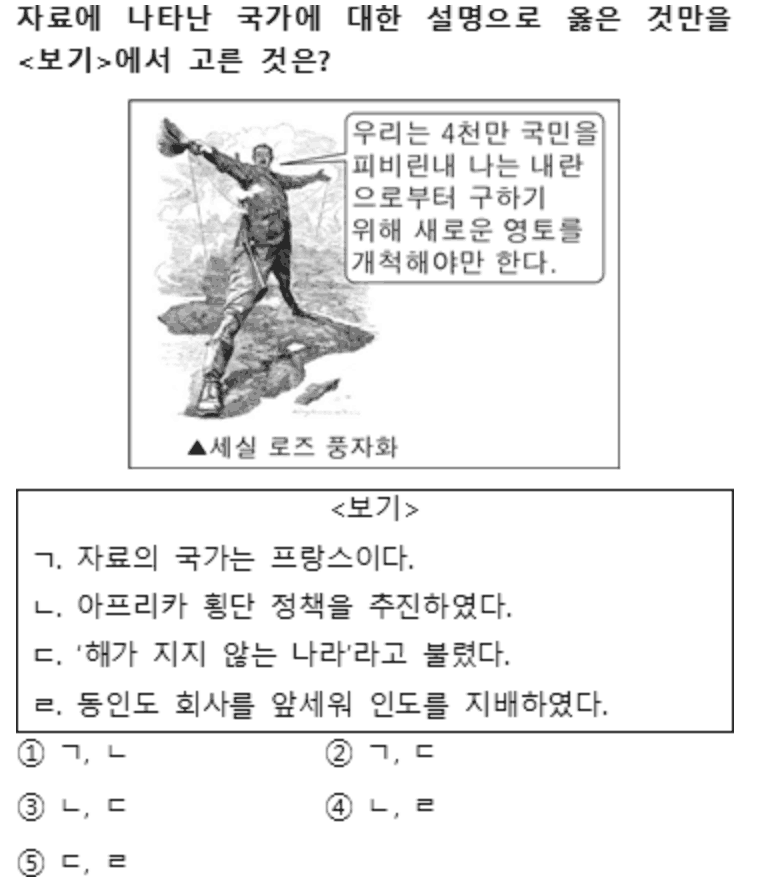 자료에 나타난 국가에 대한 설명으로 옳은 것만을
<보기>에서 고른 것은?
우리는 4천만 국민을
피비린내 나는 내란
으로부터 구하기
위해 새로운 영토를
개척해야만 한다.
▲세실 로즈 풍자화
<보기>
ㄱ. 자료의 국가는 프랑스이다.
ㄴ. 아프리카 횡단 정책을 추진하였다.
ㄷ. ‘해가 지지 않는 나라’라고 불렸다.
ㄹ. 동인도 회사를 앞세워 인도를 지배하였다.
① ㄱ, ㄴ ② ㄱ, ㄷ
③ ㄴ, ㄷ ④ ㄴ, ㄹ
⑤ ㄷ, ㄹ